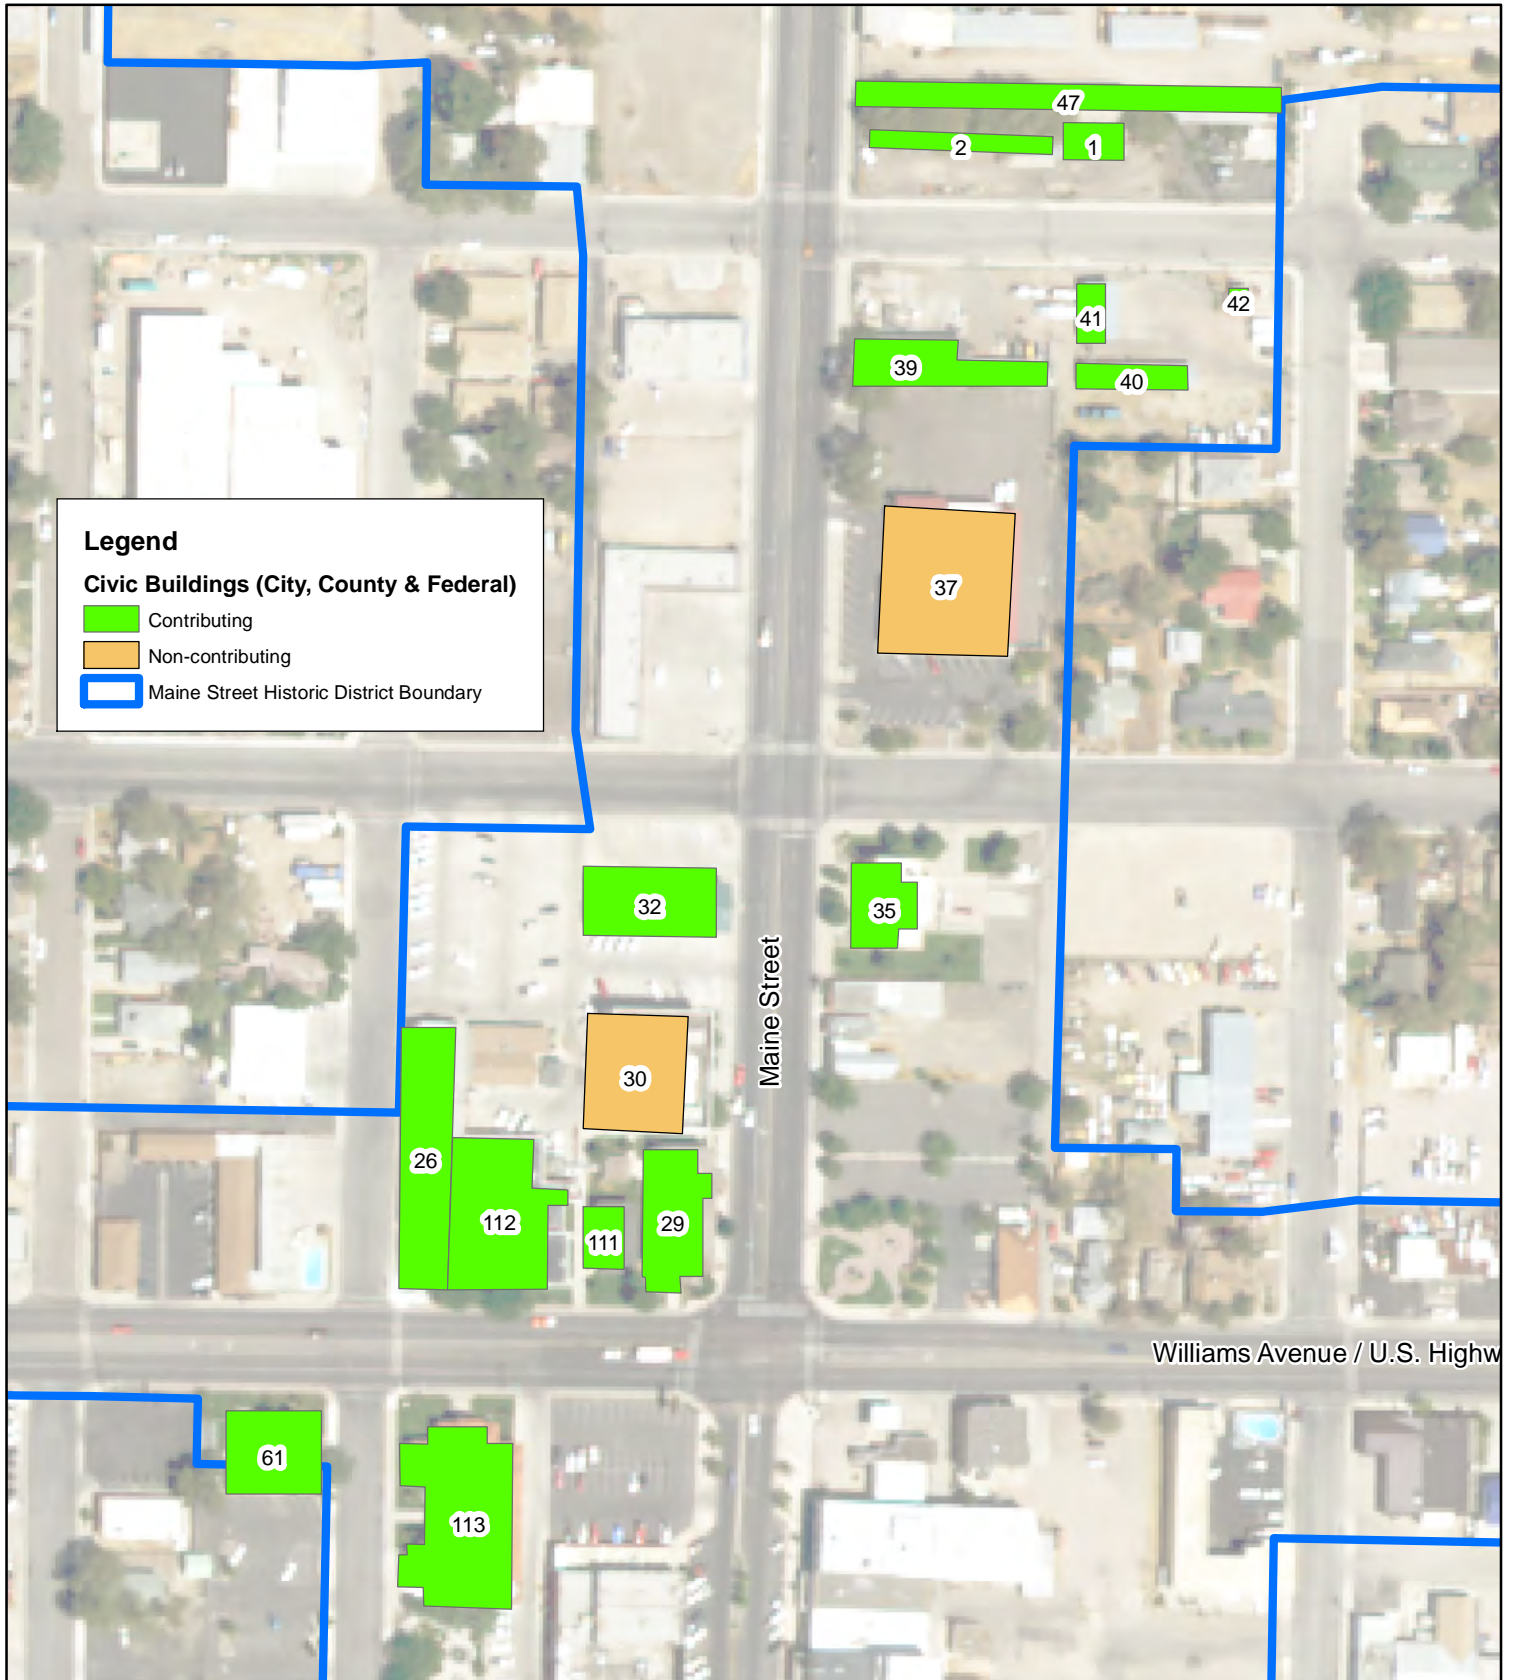 47
2
1
41
42
39
40
Legend
Civic Buildings (City, County & Federal)
Contributing
Non-contributing
Maine Street Historic District Boundary
37
32
35
Maine Street
30
26
112
111
29
Williams Avenue / U.S. Highw
61
113